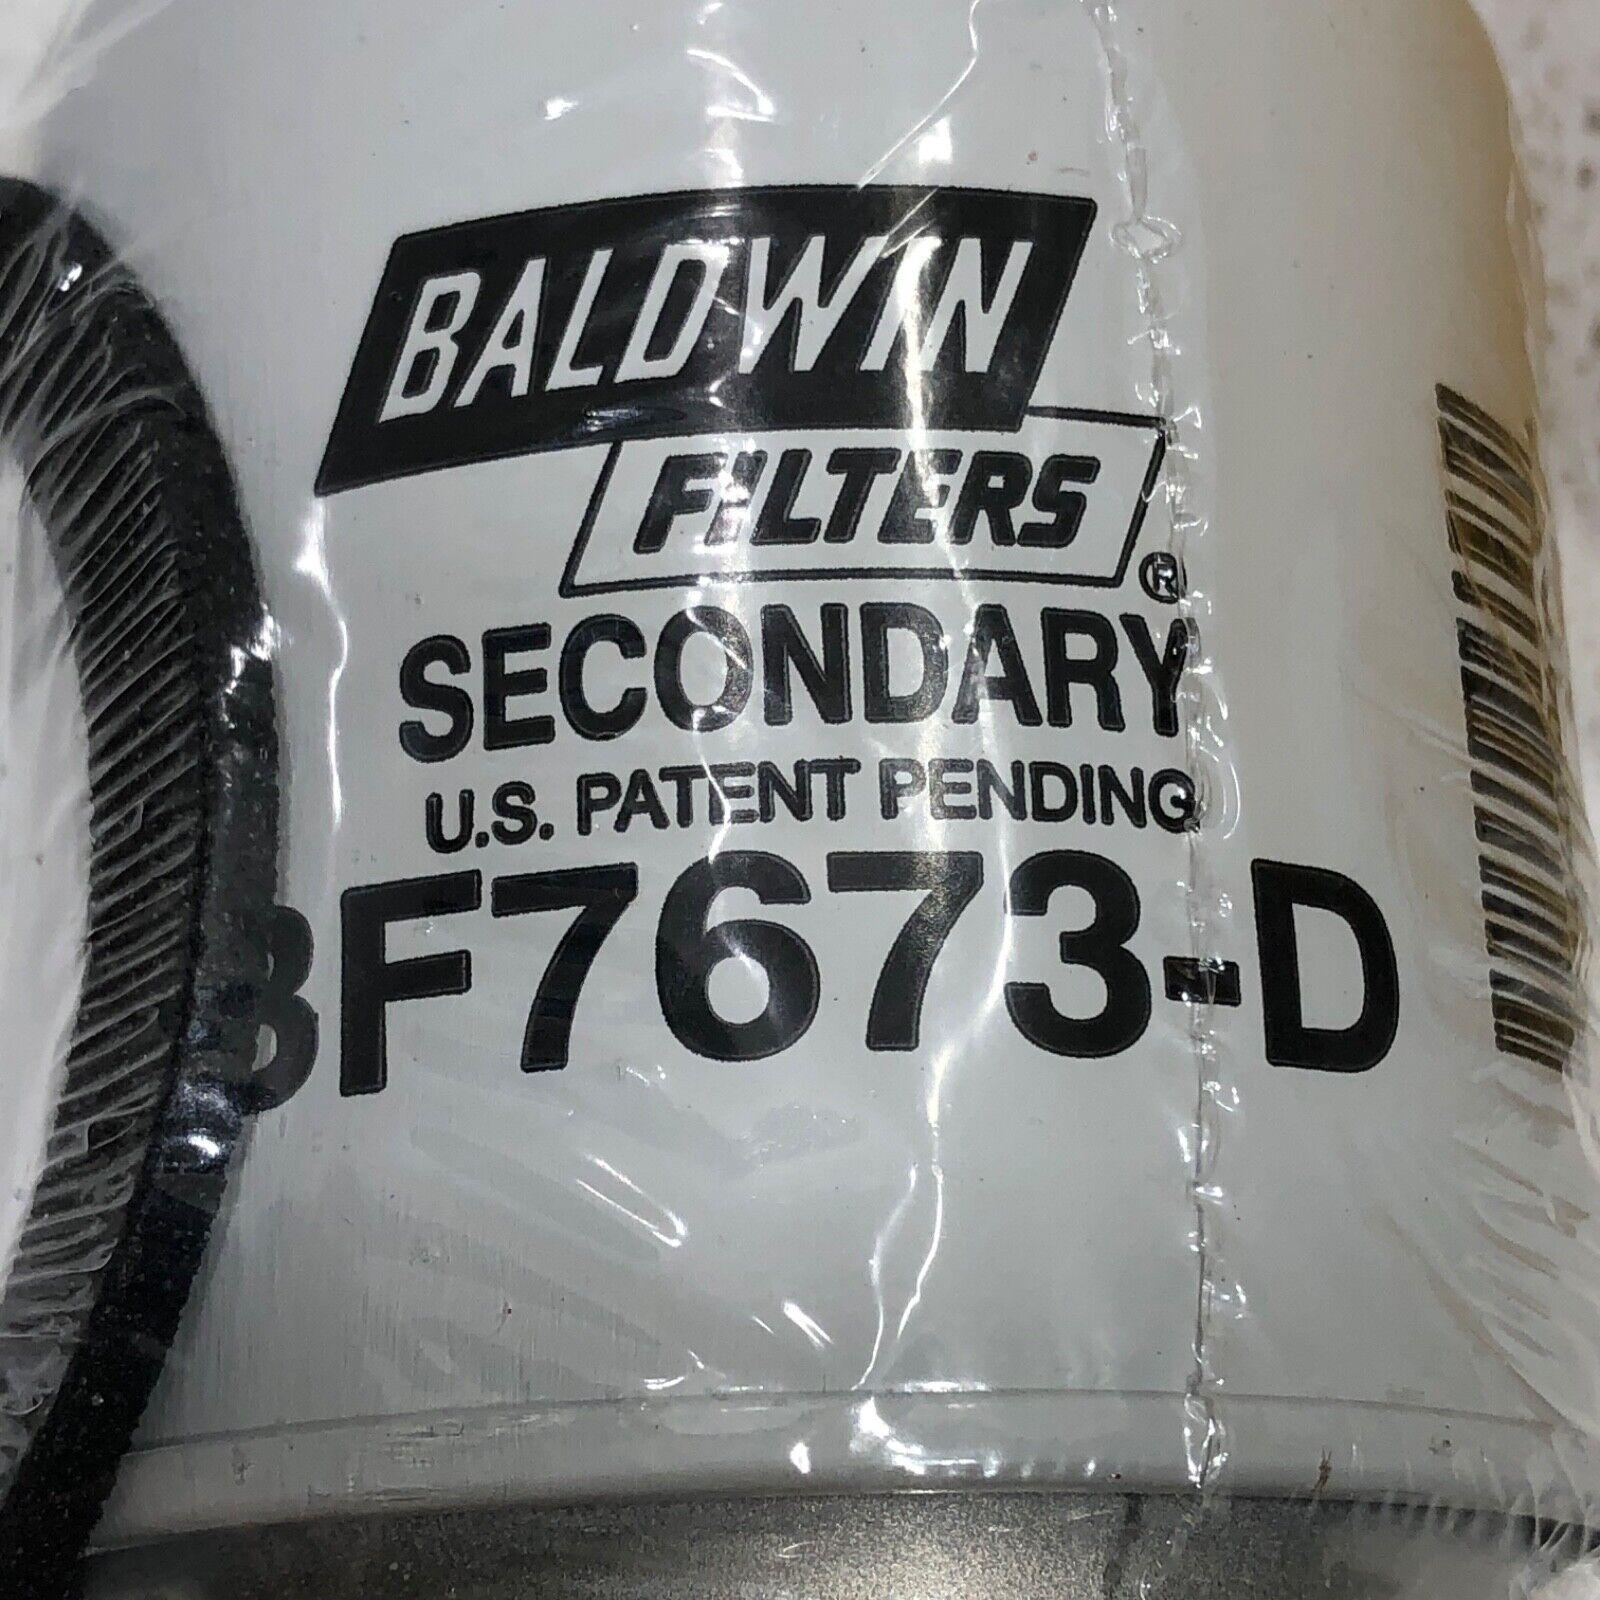 BALDWIN
FILTERS®
SECONDARY
U.S. PATENT PENDING
BF7673-D